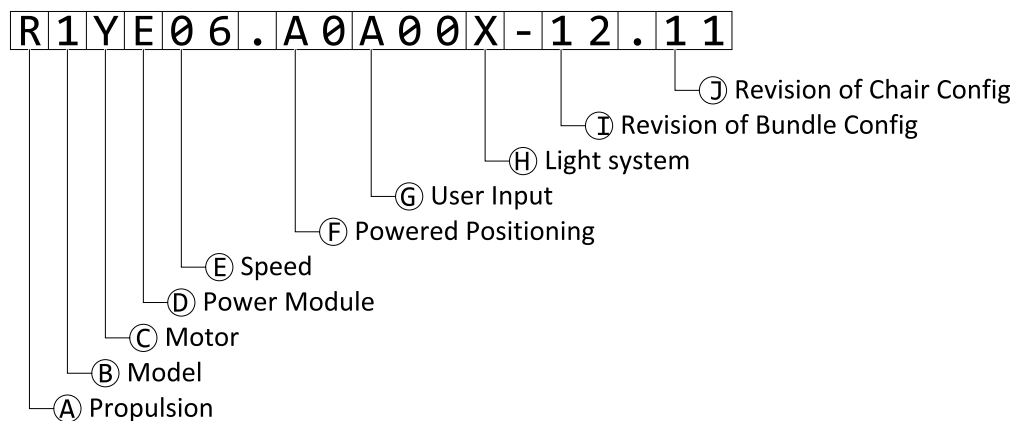 R1YE06.A0A00X-12.11
J Revision of Chair Config
I Revision of Bundle Config
H Light system
G User Input
F Powered Positioning
E Speed
D Power Module
C Motor
B Model
A Propulsion